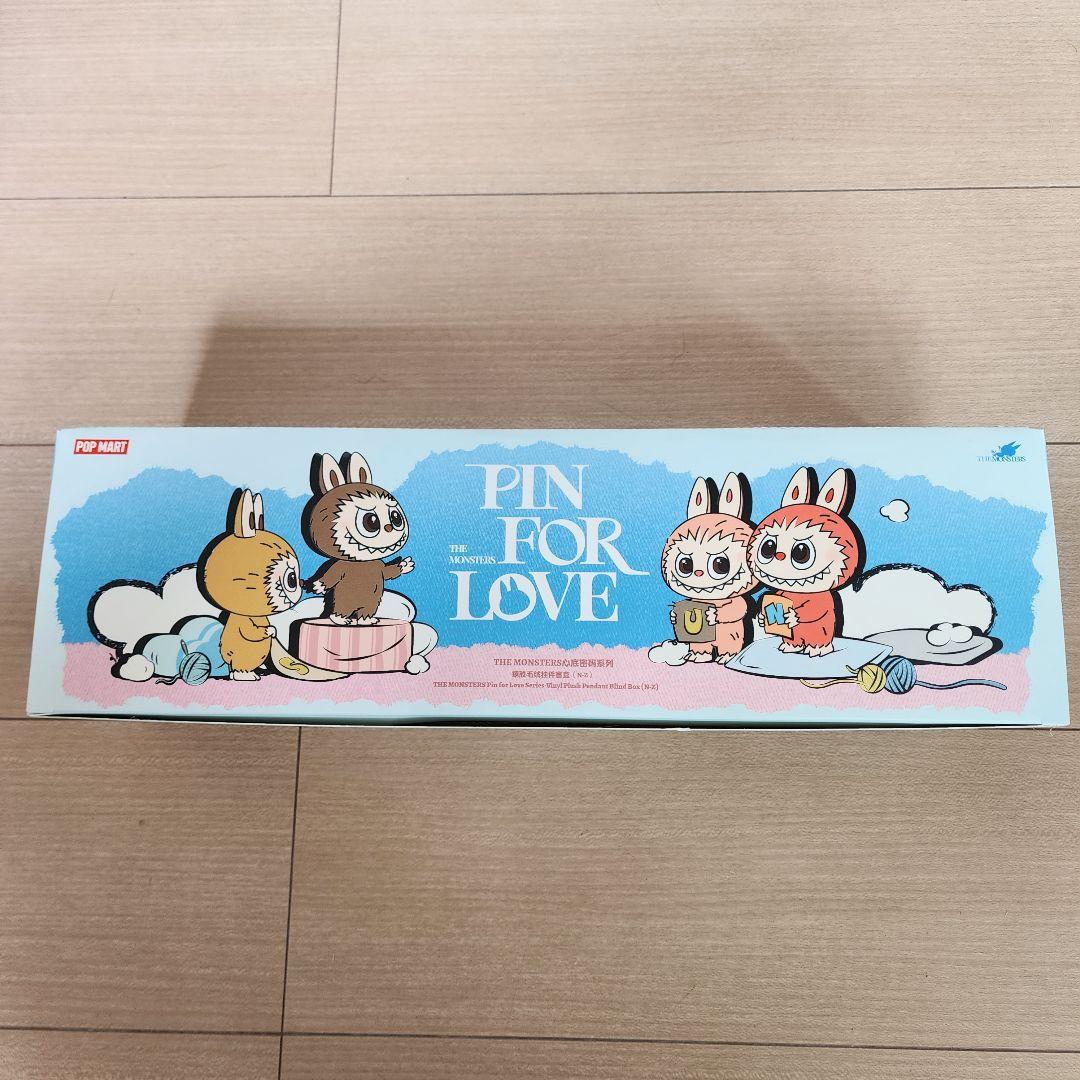 POP MART
THE MONSTERS
PIN
FOR
LOVE
THE
MONSTERS
U
N
THE MONSTERS心底密码系列
搪胶毛绒挂件盲盒(N-Z)
THE MONSTERS Pin for Love Series-Vinyl Plush Pendant Blind Box (N-Z)